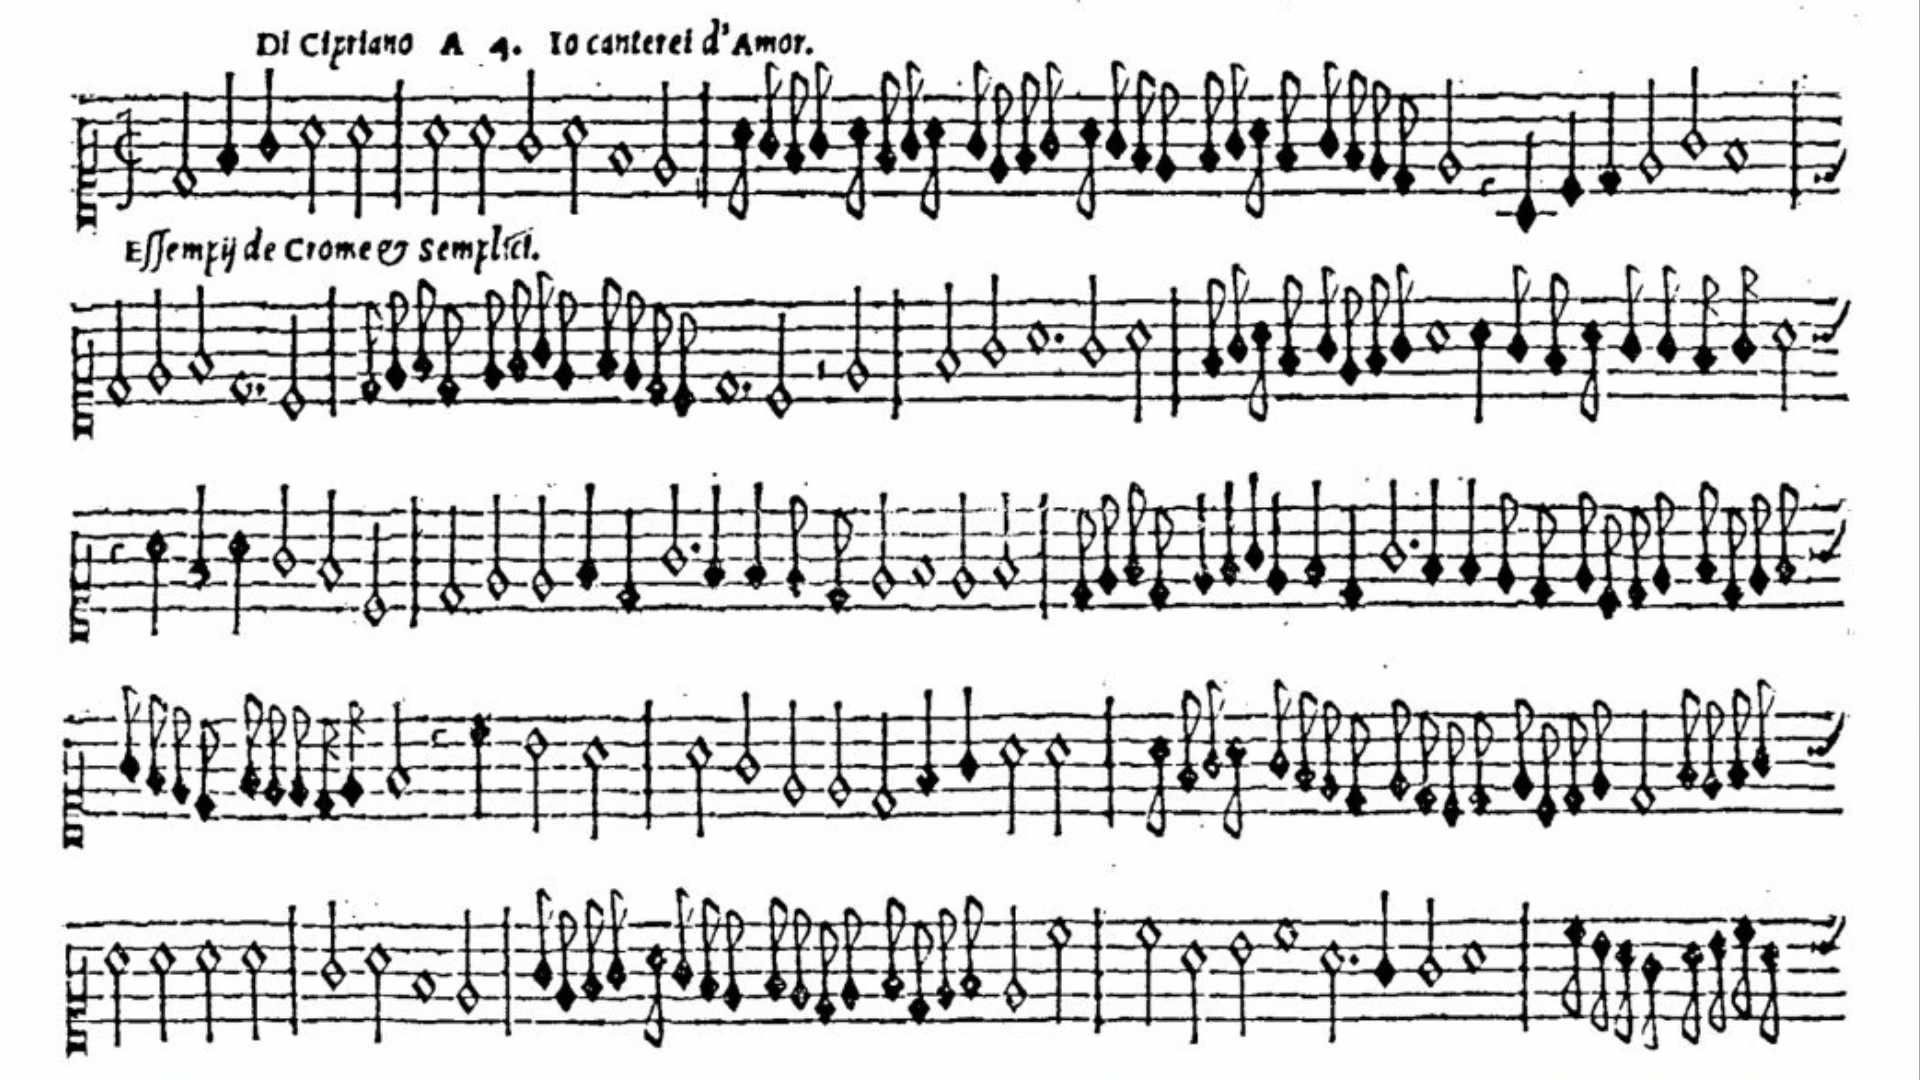 Di Cipriano A 4. Io canterei d'Amor.
Eſſempij de Crome & Semplici.